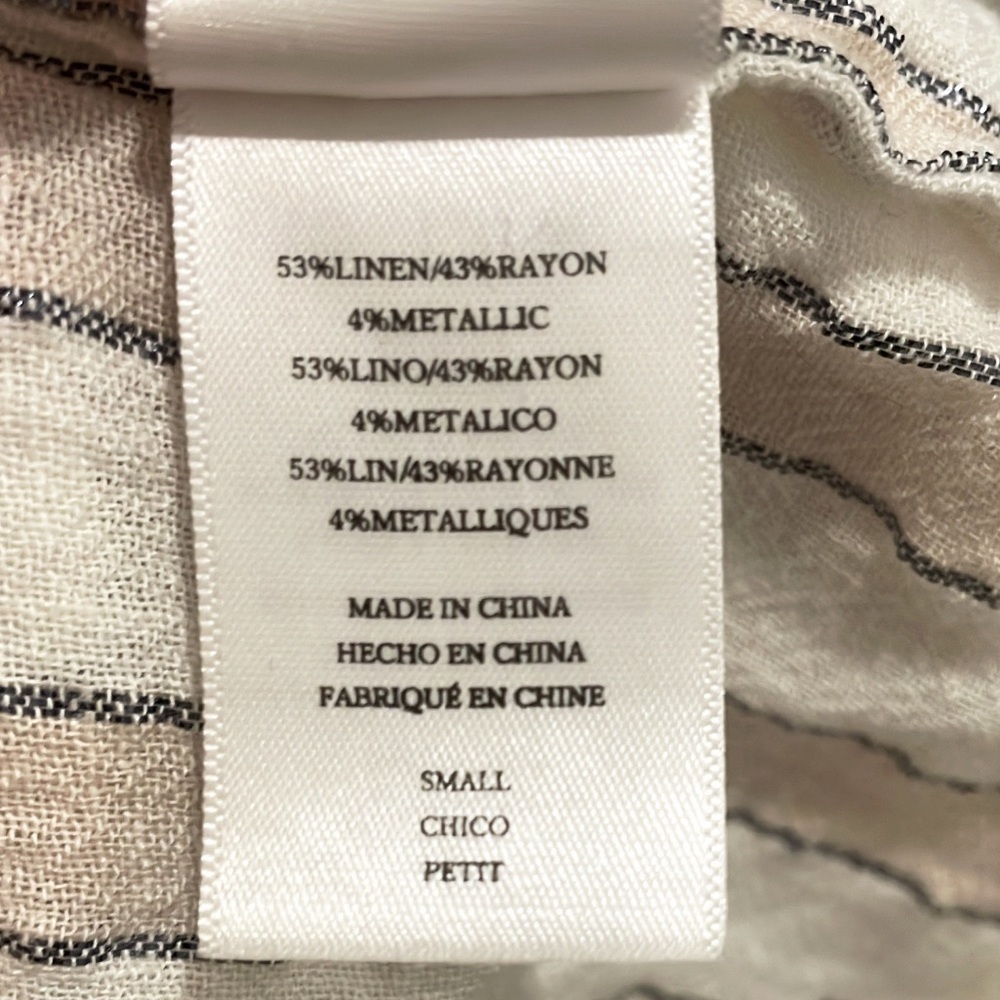 53%LINEN/43%RAYON
4%METALLIC
53%LINO/43%RAYON
4%METALICO
53%LIN/43%RAYONNE
4%METALLIQUES
MADE IN CHINA
HECHO EN CHINA
FABRIQUÉ EN CHINE
SMALL
CHICO
PETIT